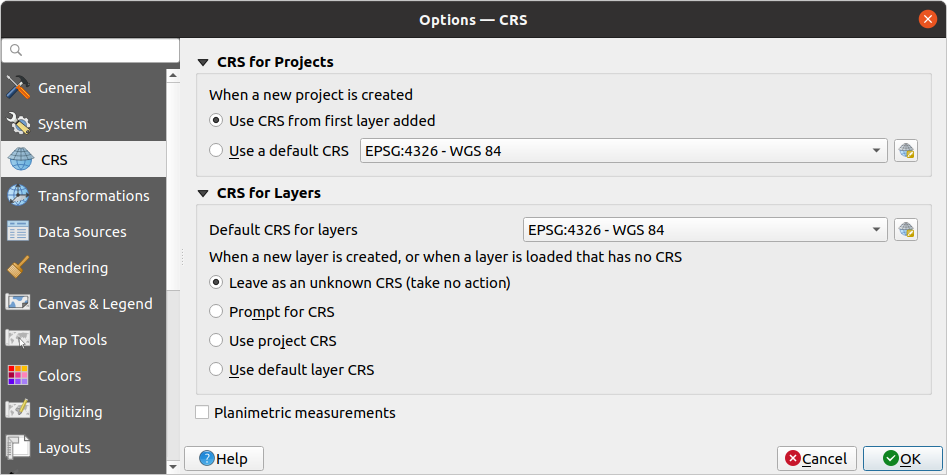 Options — CRS
General
System
CRS
Transformations
Data Sources
Rendering
Canvas & Legend
Map Tools
Colors
Digitizing
Layouts
CRS for Projects
When a new project is created
Use CRS from first layer added
Use a default CRS EPSG:4326 - WGS 84
CRS for Layers
Default CRS for layers EPSG:4326 - WGS 84
When a new layer is created, or when a layer is loaded that has no CRS
Leave as an unknown CRS (take no action)
Prompt for CRS
Use project CRS
Use default layer CRS
Planimetric measurements
Help Cancel OK